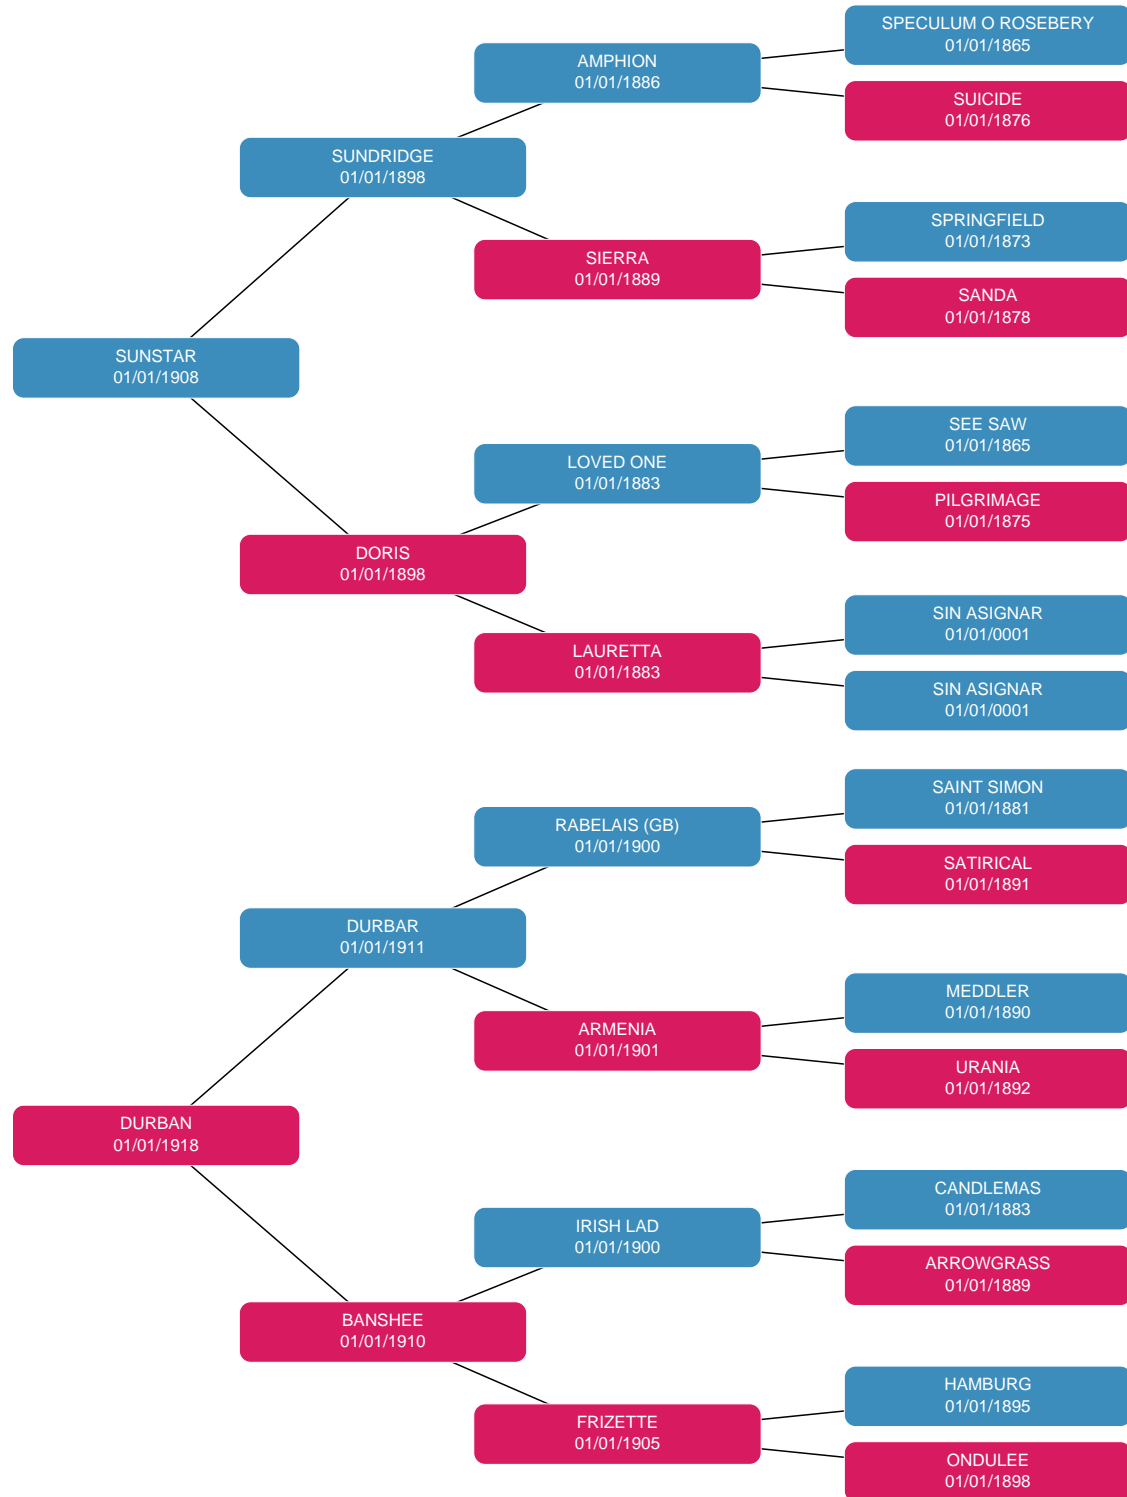 SPECULUM O ROSEBERY
01/01/1865
AMPHION
01/01/1886
SUICIDE
01/01/1876
SUNDRIDGE
01/01/1898
SPRINGFIELD
01/01/1873
SIERRA
01/01/1889
SANDA
01/01/1878
SUNSTAR
01/01/1908
SEE SAW
01/01/1865
LOVED ONE
01/01/1883
PILGRIMAGE
01/01/1875
DORIS
01/01/1898
SIN ASIGNAR
01/01/0001
LAURETTA
01/01/1883
SIN ASIGNAR
01/01/0001
SAINT SIMON
01/01/1881
RABELAIS (GB)
01/01/1900
SATIRICAL
01/01/1891
DURBAR
01/01/1911
MEDDLER
01/01/1890
ARMENIA
01/01/1901
URANIA
01/01/1892
DURBAN
01/01/1918
CANDLEMAS
01/01/1883
IRISH LAD
01/01/1900
ARROWGRASS
01/01/1889
BANSHEE
01/01/1910
HAMBURG
01/01/1895
FRIZETTE
01/01/1905
ONDULEE
01/01/1898